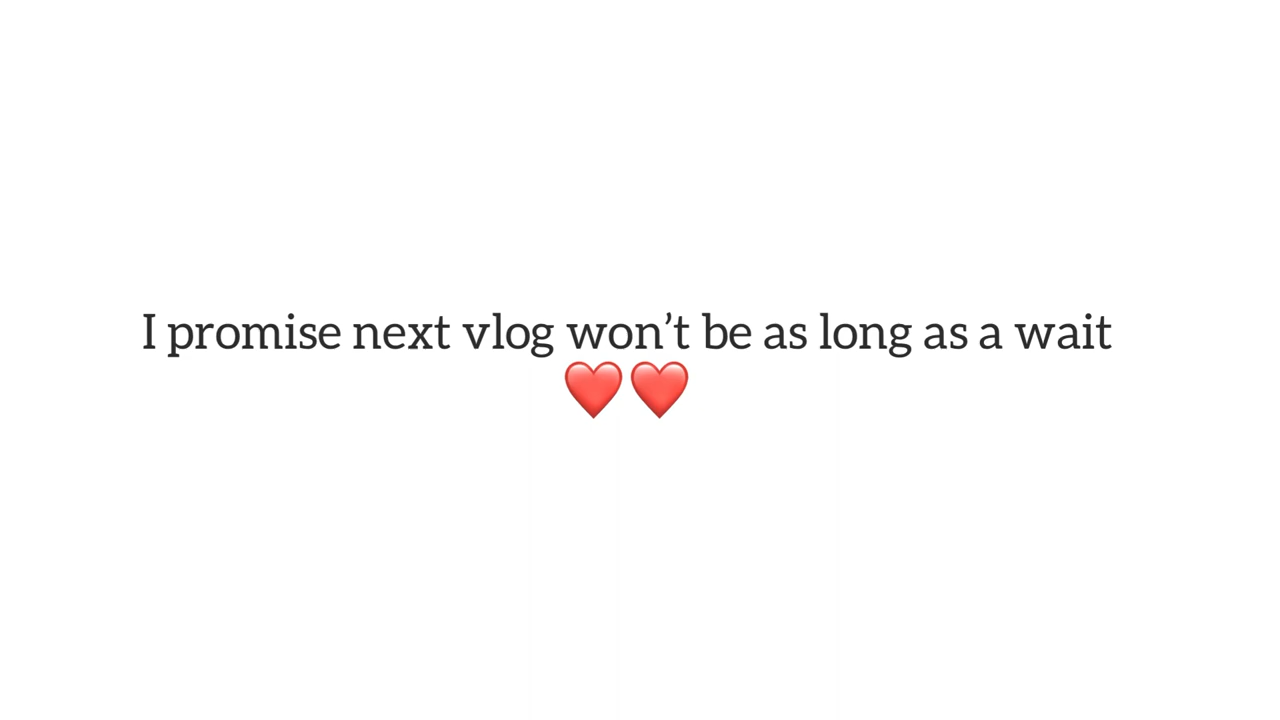 I promise next vlog won’t be as long as a wait
❤️❤️